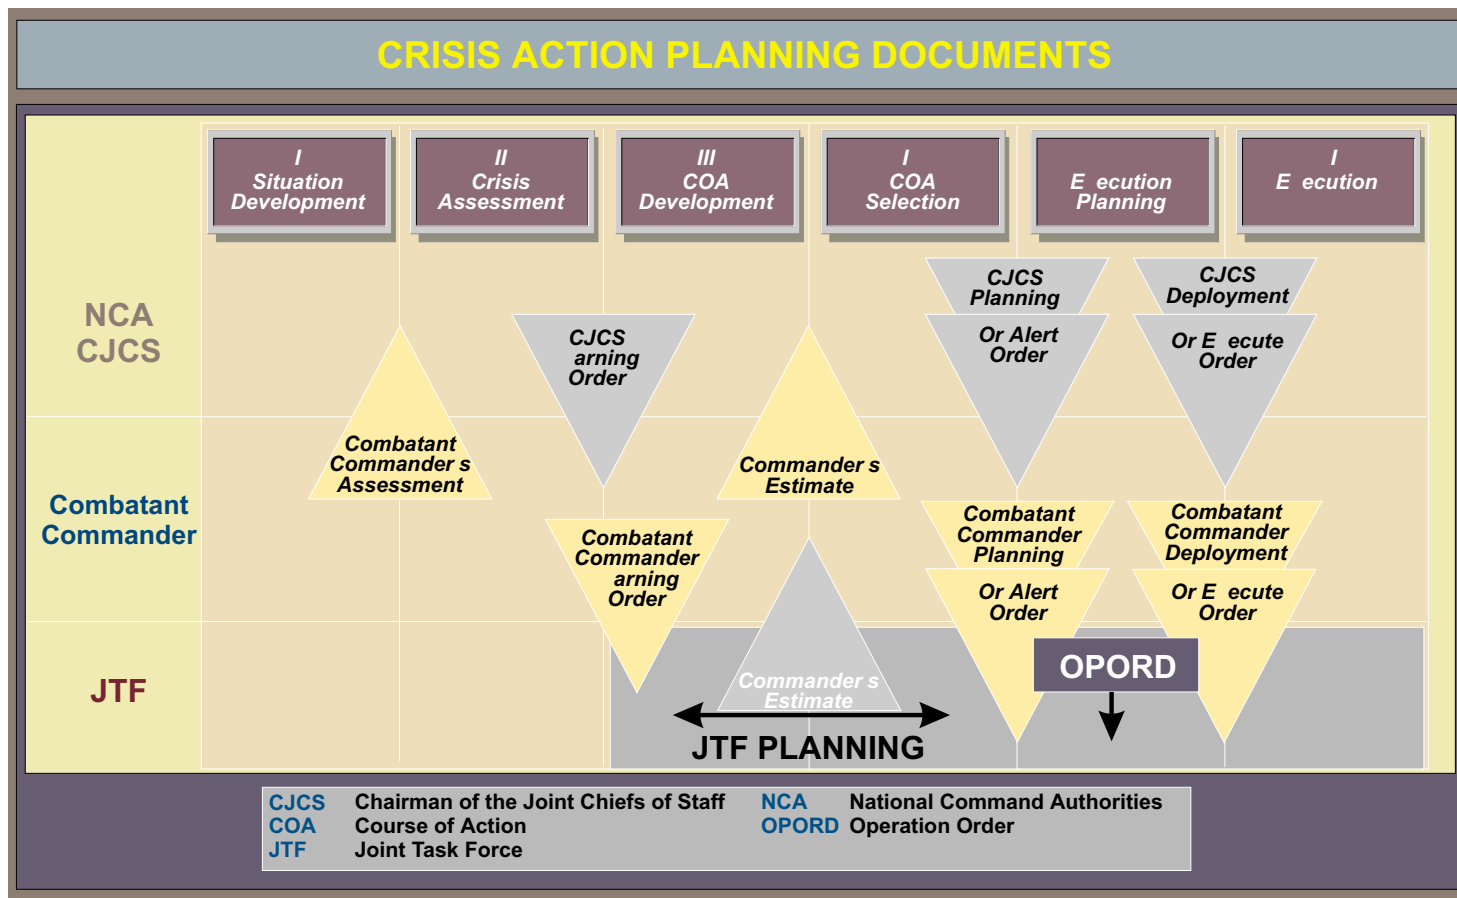 CRISIS ACTION PLANNING DOCUMENTS
I
Situation
Development
II
Crisis
Assessment
III
COA
Development
I
COA
Selection
E ecution
Planning
I
E ecution
NCA
CJCS
CJCS
arning
Order
CJCS
Planning
Or Alert
Order
CJCS
Deployment
Or E ecute
Order
Combatant
Commander
Combatant
Commander s
Assessment
Commander s
Estimate
Combatant
Commander
arning
Order
Combatant
Commander
Planning
Or Alert
Order
Combatant
Commander
Deployment
Or E ecute
Order
JTF
Commander s
Estimate
OPORD
JTF PLANNING
CJCS Chairman of the Joint Chiefs of Staff
COA Course of Action
JTF Joint Task Force
NCA National Command Authorities
OPORD Operation Order